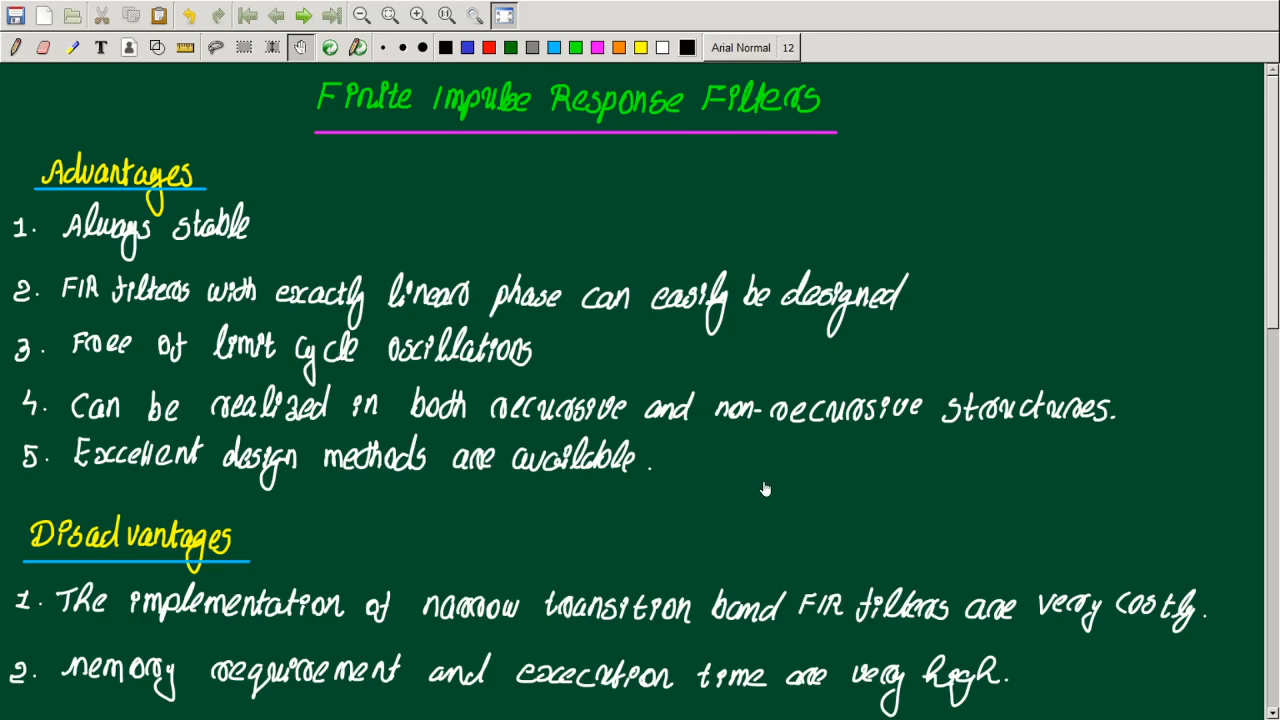 Arial Normal 12
Finite Impulse Response Filters
Advantages
1. Always stable
2. FIR filters with exactly linear phase can easily be designed
3. Free of limit cycle oscillations
4. Can be realized in both recursive and non-recursive structures.
5. Excellent design methods are available.
Disadvantages
1. The implementation of narrow transition band FIR filters are very costly.
2. Memory requirement and execution time are very high.